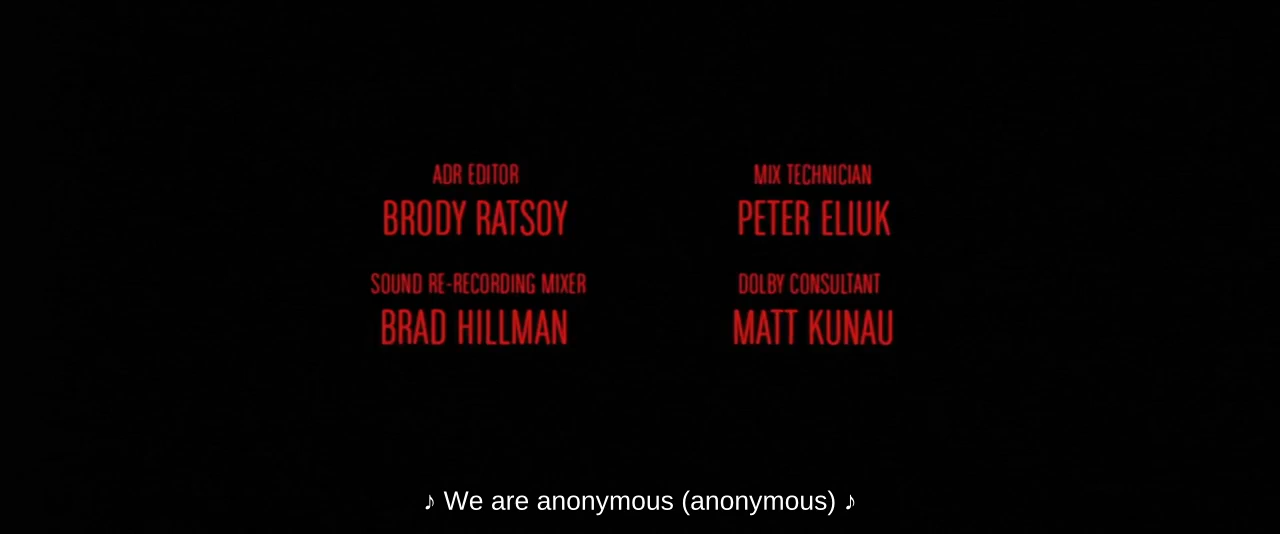 ADR EDITOR
BRODY RATSOY
MIX TECHNICIAN
PETER ELIUK
SOUND RE-RECORDING MIXER
BRAD HILLMAN
DOLBY CONSULTANT
MATT KUNAU
♪ We are anonymous (anonymous) ♪